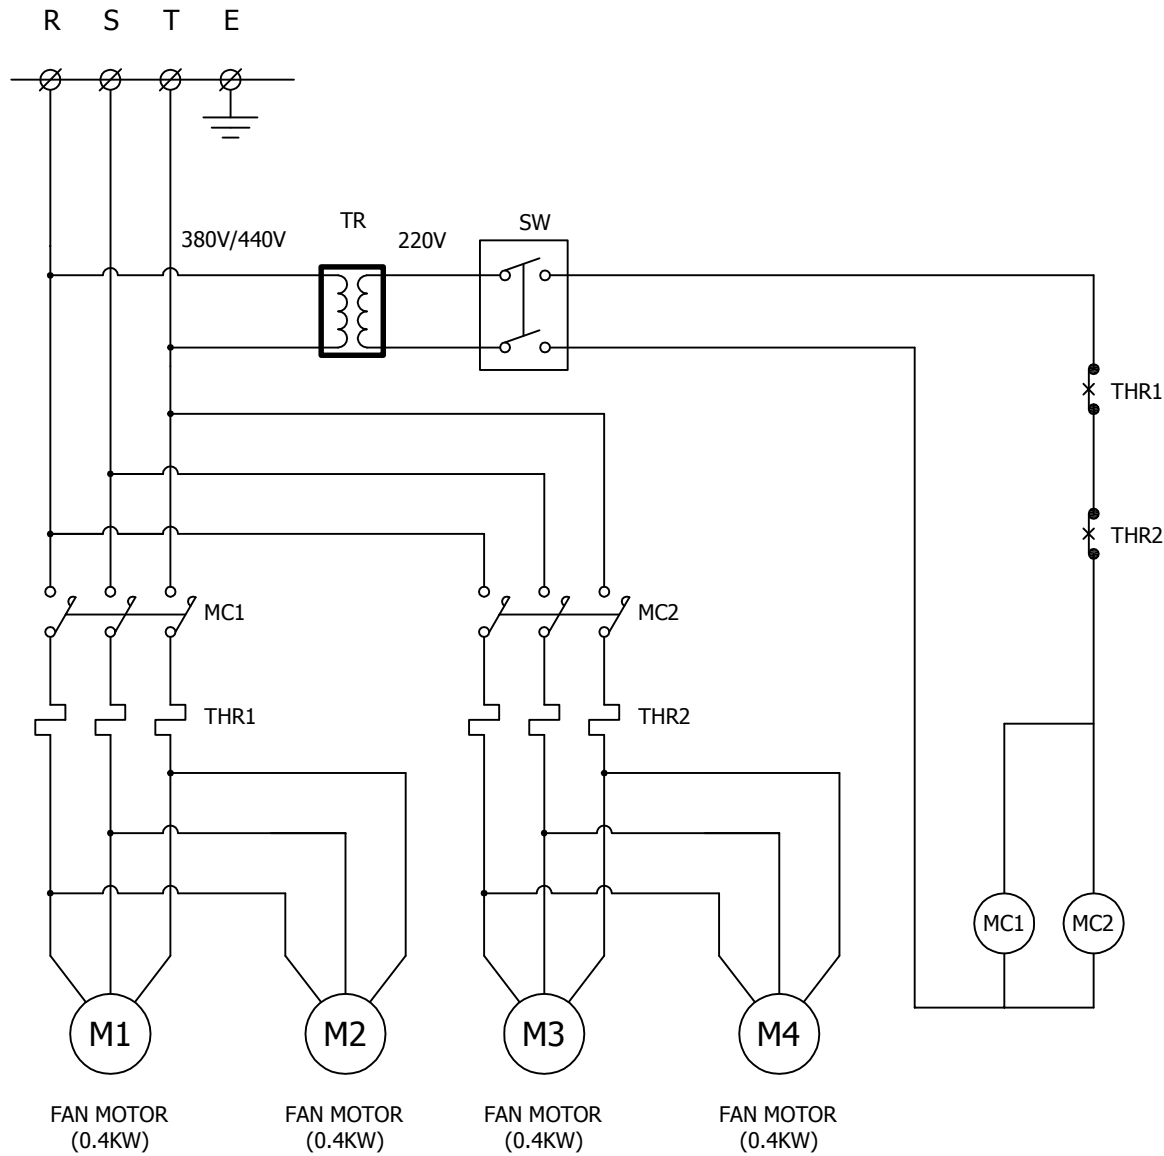 R S T E
TR
SW
380V/440V
220V
THR1
THR2
MC1
MC2
THR1
THR2
MC1
MC2
M1
M2
M3
M4
FAN MOTOR
(0.4KW)
FAN MOTOR
(0.4KW)
FAN MOTOR
(0.4KW)
FAN MOTOR
(0.4KW)